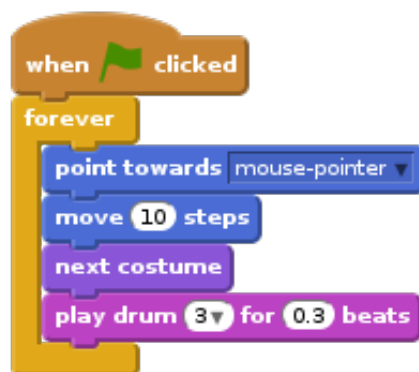 when clicked
forever
point towards mouse-pointer
move 10 steps
next costume
play drum 3 for 0.3 beats